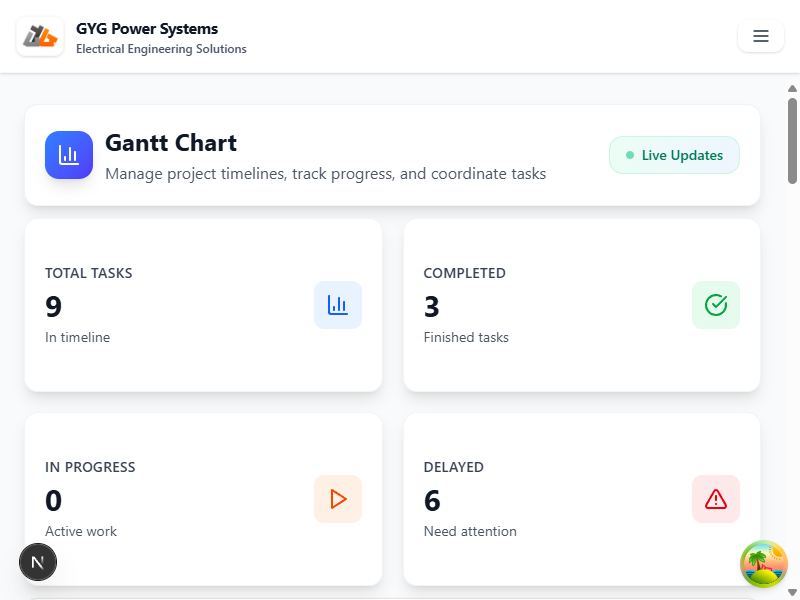 GYG Power Systems
Electrical Engineering Solutions
Gantt Chart
Manage project timelines, track progress, and coordinate tasks
Live Updates
TOTAL TASKS
9
In timeline
COMPLETED
3
Finished tasks
IN PROGRESS
0
Active work
DELAYED
6
Need attention
N